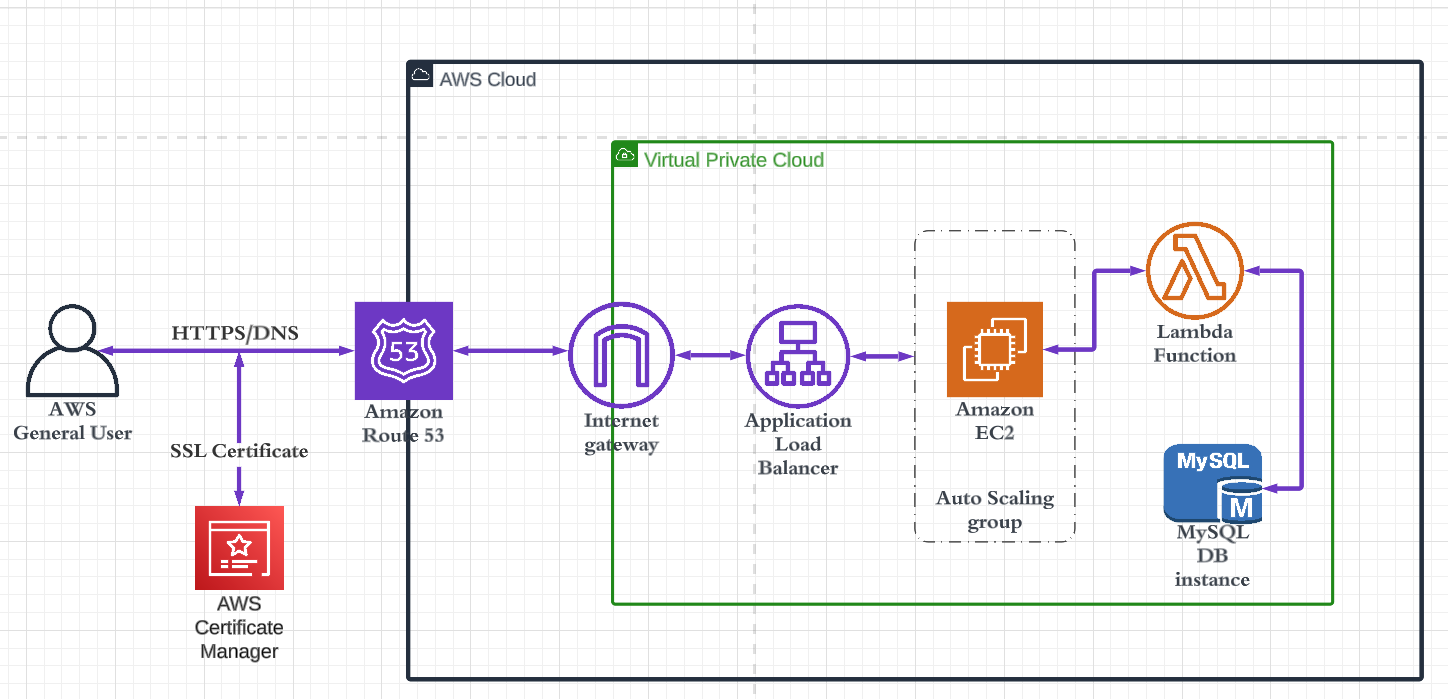 AWS Cloud
Virtual Private Cloud
HTTPS/DNS
53
AWS
General User
SSL Certificate
AWS
Certificate
Manager
Amazon
Route 53
Internet
gateway
Application
Load
Balancer
Amazon
EC2
Auto Scaling
group
Lambda
Function
MySQL
M
MySQL
DB
instance